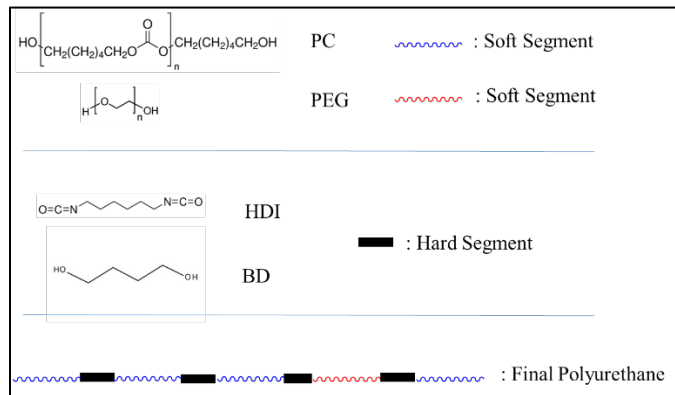 HO[CH₂(CH₂)₄CH₂O O O]ₙCH₂(CH₂)₄CH₂OH PC : Soft Segment
H[O]ₙOH PEG : Soft Segment
O=C=N N=C=O HDI
: Hard Segment
HO OH BD
: Final Polyurethane